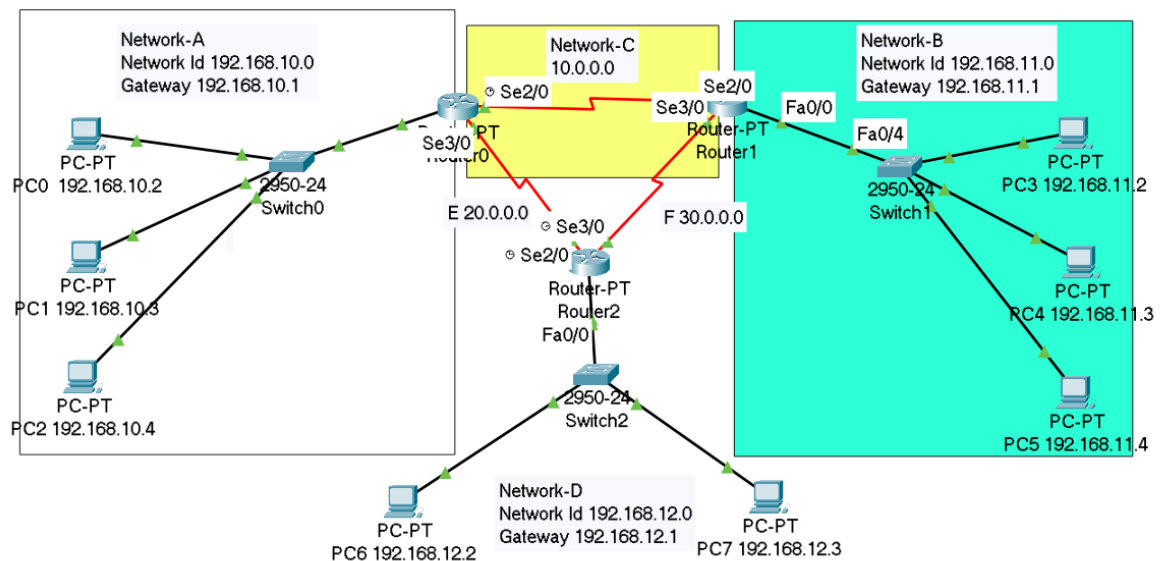 Network-A
Network Id 192.168.10.0
Gateway 192.168.10.1
Network-C
10.0.0.0
Network-B
Network Id 192.168.11.0
Gateway 192.168.11.1
Se2/0
Se3/0
Router0
Se2/0
Se3/0
Router-PT
Router1
Fa0/0
Fa0/4
PC-PT
PC0 192.168.10.2
2950-24
Switch0
PC-PT
PC1 192.168.10.3
PC-PT
PC2 192.168.10.4
2950-24
Switch1
PC-PT
PC3 192.168.11.2
PC-PT
PC4 192.168.11.3
PC-PT
PC5 192.168.11.4
E 20.0.0.0
F 30.0.0.0
Se3/0
Se2/0
Router-PT
Router2
Fa0/0
2950-24
Switch2
Network-D
Network Id 192.168.12.0
Gateway 192.168.12.1
PC-PT
PC6 192.168.12.2
PC-PT
PC7 192.168.12.3